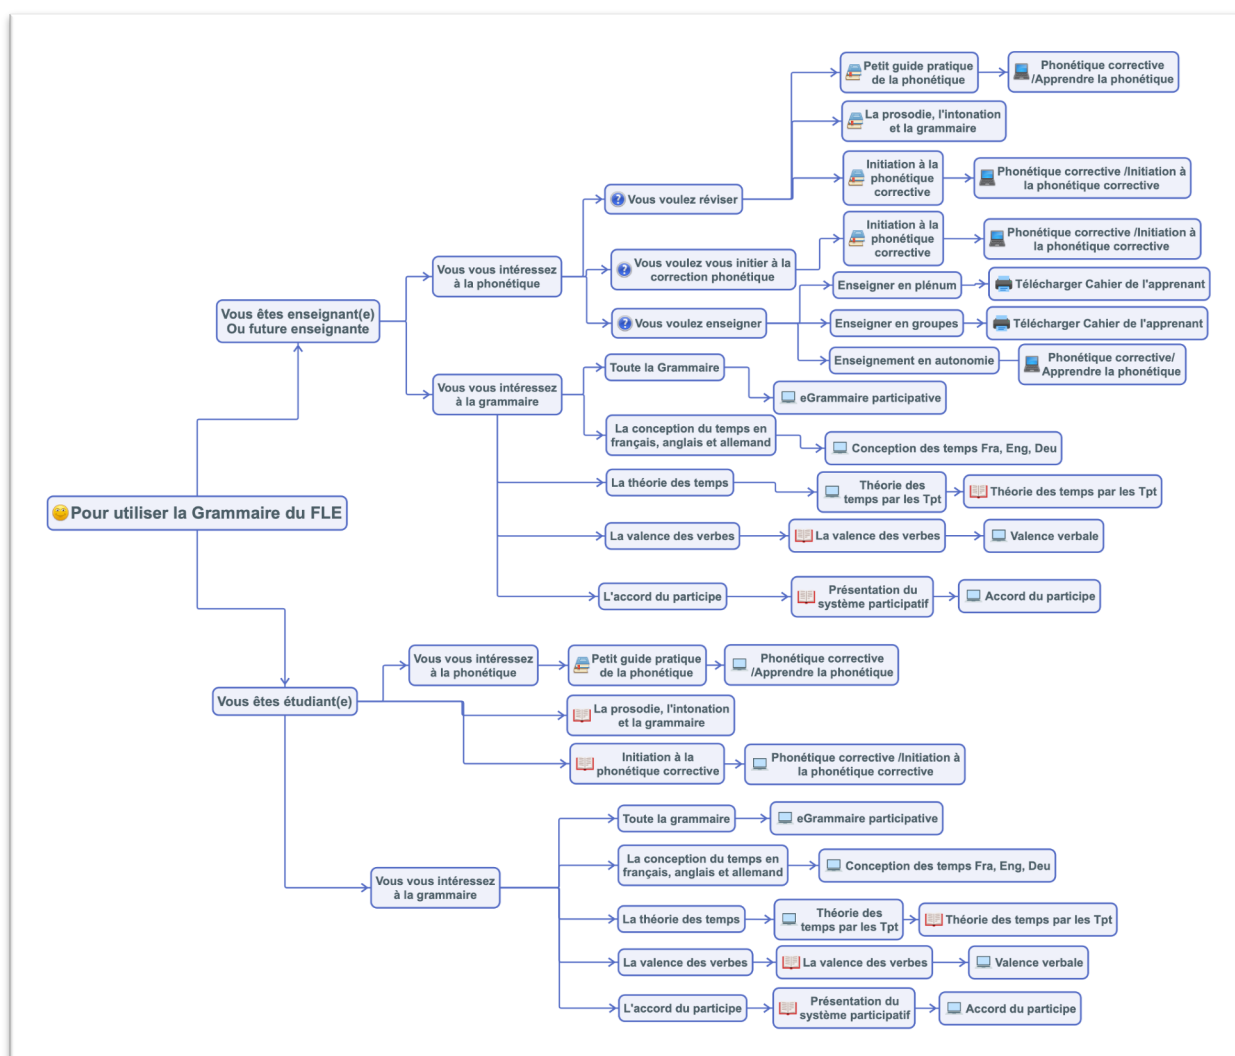 Petit guide pratique
de la phonétique
Phonétique corrective
/Apprendre la phonétique
La prosodie, l'intonation
et la grammaire
Initiation à la
phonétique
corrective
Phonétique corrective /Initiation à
la phonétique corrective
Vous voulez réviser
Initiation à la
phonétique
corrective
Phonétique corrective /Initiation à
la phonétique corrective
Vous voulez vous initier à la
correction phonétique
Vous vous intéressez
à la phonétique
Enseigner en plénum
Télécharger Cahier de l'apprenant
Vous êtes enseignant(e)
Ou future enseignante
Vous voulez enseigner
Enseigner en groupes
Télécharger Cahier de l'apprenant
Enseignement en autonomie
Phonétique corrective/
Apprendre la phonétique
Toute la Grammaire
Vous vous intéressez
à la grammaire
eGrammaire participative
La conception du temps en
français, anglais et allemand
Conception des temps Fra, Eng, Deu
La théorie des temps
Théorie des
temps par les Tpt
Théorie des temps par les Tpt
Pour utiliser la Grammaire du FLE
La valence des verbes
La valence des verbes
Valence verbale
L'accord du participe
Présentation du
système participatif
Accord du participe
Vous vous intéressez
à la phonétique
Petit guide pratique
de la phonétique
Phonétique corrective
/Apprendre la phonétique
Vous êtes étudiant(e)
La prosodie, l'intonation
et la grammaire
Initiation à la
phonétique corrective
Phonétique corrective /Initiation à
la phonétique corrective
Toute la grammaire
eGrammaire participative
La conception du temps en
français, anglais et allemand
Conception des temps Fra, Eng, Deu
Vous vous intéressez
à la grammaire
La théorie des temps
Théorie des
temps par les Tpt
Théorie des temps par les Tpt
La valence des verbes
La valence des verbes
Valence verbale
L'accord du participe
Présentation du
système participatif
Accord du participe